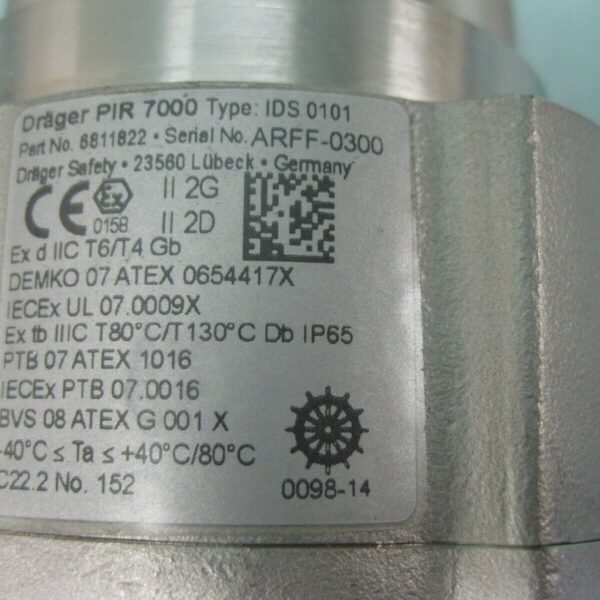 Dräger PIR 7000 Type: IDS 0101
Part No. 6811822 • Serial No. ARFF-0300
Dräger Safety • 23560 Lübeck • Germany
CE 0158 Ex II 2G
II 2D
Ex d IIC T6/T4 Gb
DEMKO 07 ATEX 0654417X
IECEx UL 07.0009X
Ex tb IIIC T80°C/T130°C Db IP65
PTB 07 ATEX 1016
IECEx PTB 07.0016
BVS 08 ATEX G 001 X
-40°C ≤ Ta ≤ +40°C/80°C
C22.2 No. 152
0098-14